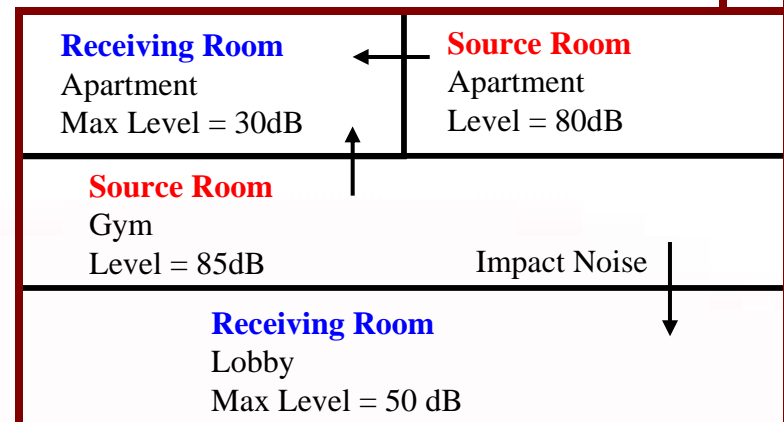 Receiving Room
Apartment
Max Level = 30dB
Source Room
Apartment
Level = 80dB
Source Room
Gym
Level = 85dB
Impact Noise
Receiving Room
Lobby
Max Level = 50 dB